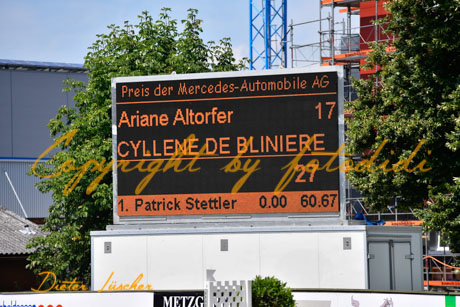 Preis der Mercedes-Automobile AG
Ariane Altorfer 17
CYLLENE DE BLINIERE
27
1. Patrick Stettler 0.00 60.67
Copyright by fotodidi
Dieter Lüscher
METZG